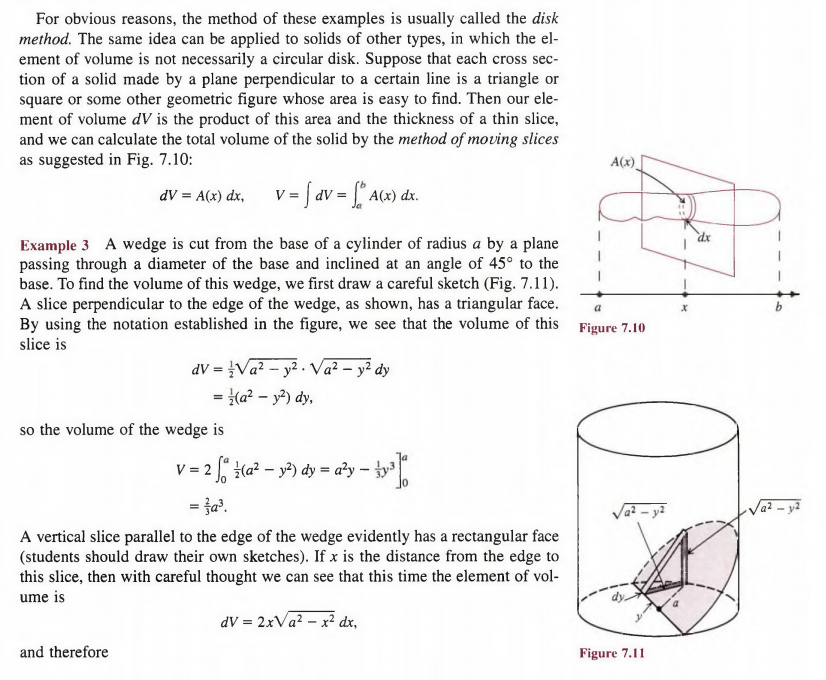 For obvious reasons, the method of these examples is usually called the disk
method. The same idea can be applied to solids of other types, in which the el-
ement of volume is not necessarily a circular disk. Suppose that each cross sec-
tion of a solid made by a plane perpendicular to a certain line is a triangle or
square or some other geometric figure whose area is easy to find. Then our ele-
ment of volume dV is the product of this area and the thickness of a thin slice,
and we can calculate the total volume of the solid by the method of moving slices
as suggested in Fig. 7.10:
dV = A(x) dx, V = ∫ dV = ∫ₐᵇ A(x) dx.
Example 3 A wedge is cut from the base of a cylinder of radius a by a plane
passing through a diameter of the base and inclined at an angle of 45° to the
base. To find the volume of this wedge, we first draw a careful sketch (Fig. 7.11).
A slice perpendicular to the edge of the wedge, as shown, has a triangular face.
By using the notation established in the figure, we see that the volume of this
slice is
dV = ½√(a² − y²) · √(a² − y²) dy
= ½(a² − y²) dy,
so the volume of the wedge is
V = 2 ∫₀ᵃ ½(a² − y²) dy = a²y − ⅓y³]₀ᵃ
= ⅔a³.
A vertical slice parallel to the edge of the wedge evidently has a rectangular face
(students should draw their own sketches). If x is the distance from the edge to
this slice, then with careful thought we can see that this time the element of vol-
ume is
dV = 2x√(a² − x²) dx,
and therefore
A(x)
dx
a x b
Figure 7.10
√(a² − y²)
√(a² − y²)
dy
y
a
Figure 7.11